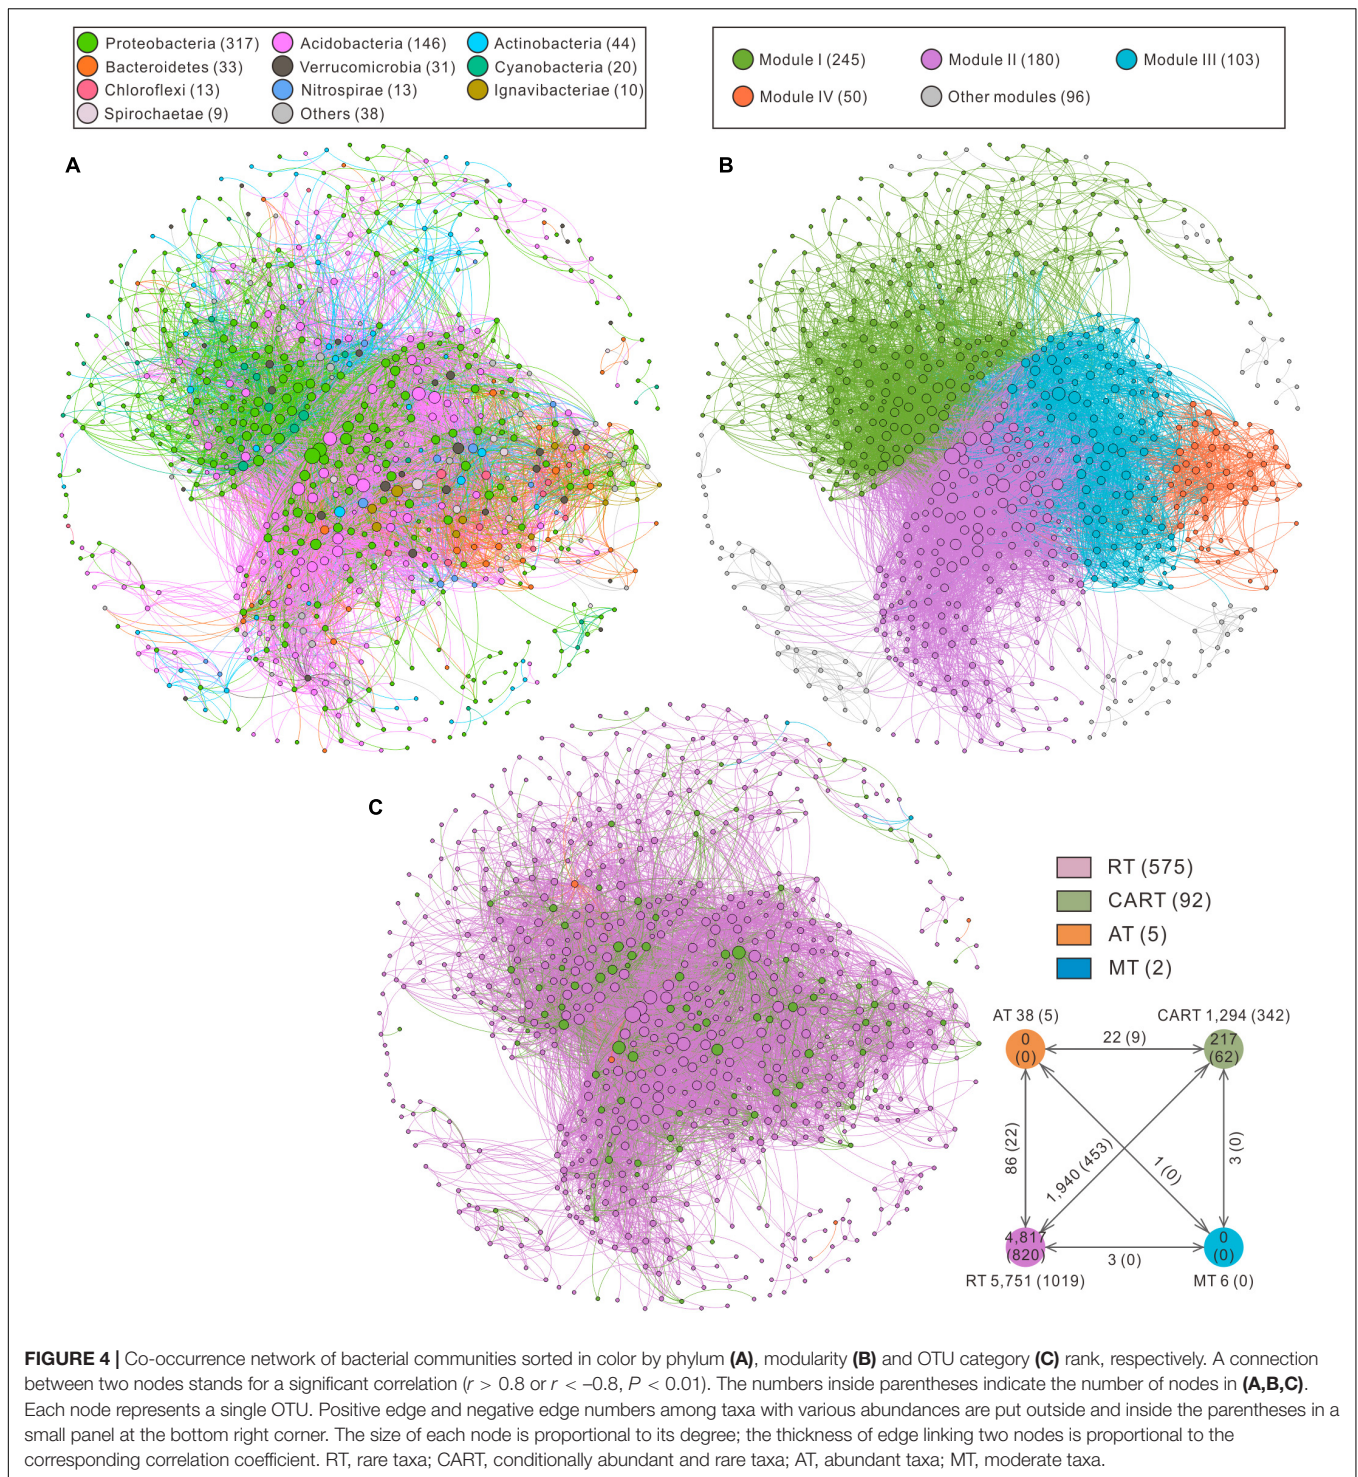 Proteobacteria (317) Acidobacteria (146) Actinobacteria (44)
Bacteroidetes (33) Verrucomicrobia (31) Cyanobacteria (20)
Chloroflexi (13) Nitrospirae (13) Ignavibacteriae (10)
Spirochaetae (9) Others (38)
Module I (245) Module II (180) Module III (103)
Module IV (50) Other modules (96)
A
B
C
RT (575)
CART (92)
AT (5)
MT (2)
AT 38 (5) CART 1,294 (342)
0
(0)
22 (9)
217
(62)
86 (22)
1,940 (453)
1 (0)
3 (0)
4,817
(820)
3 (0)
0
(0)
RT 5,751 (1019) MT 6 (0)
FIGURE 4 | Co-occurrence network of bacterial communities sorted in color by phylum (A), modularity (B) and OTU category (C) rank, respectively. A connection
between two nodes stands for a significant correlation (r > 0.8 or r < –0.8, P < 0.01). The numbers inside parentheses indicate the number of nodes in (A,B,C).
Each node represents a single OTU. Positive edge and negative edge numbers among taxa with various abundances are put outside and inside the parentheses in a
small panel at the bottom right corner. The size of each node is proportional to its degree; the thickness of edge linking two nodes is proportional to the
corresponding correlation coefficient. RT, rare taxa; CART, conditionally abundant and rare taxa; AT, abundant taxa; MT, moderate taxa.